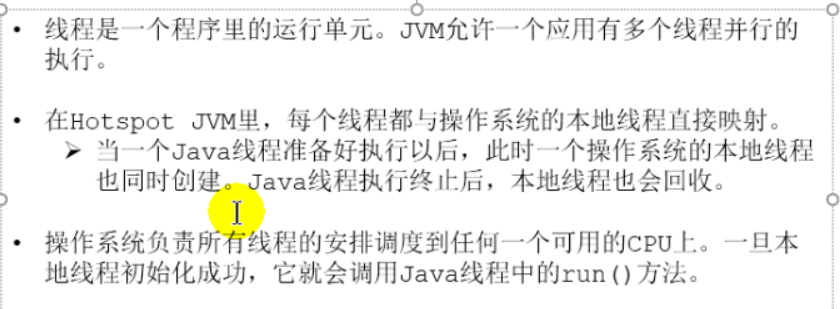 • 线程是一个程序里的运行单元。JVM允许一个应用有多个线程并行的
执行。
• 在Hotspot JVM里，每个线程都与操作系统的本地线程直接映射。
➢ 当一个Java线程准备好执行以后，此时一个操作系统的本地线程
也同时创建。Java线程执行终止后，本地线程也会回收。
• 操作系统负责所有线程的安排调度到任何一个可用的CPU上。一旦本
地线程初始化成功，它就会调用Java线程中的run()方法。